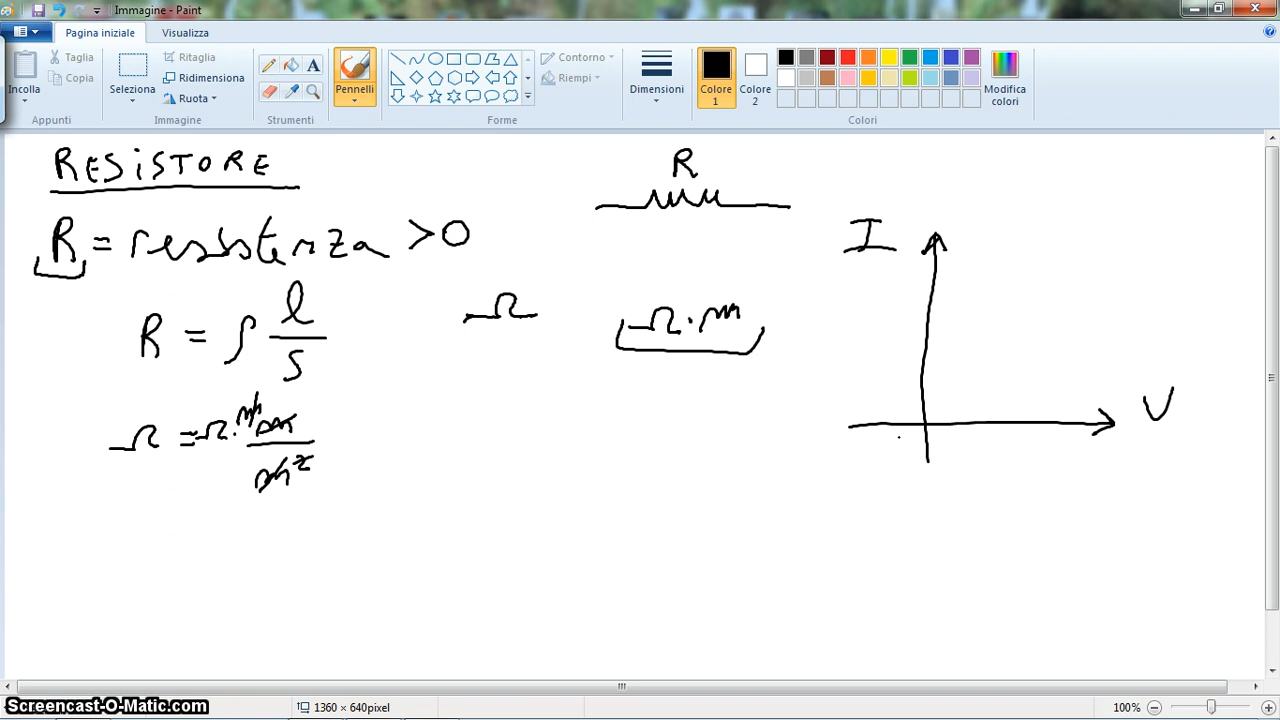 Immagine - Paint
Pagina iniziale Visualizza
Incolla
Taglia
Copia
Appunti
Seleziona
Ritaglia
Ridimensiona
Ruota
Immagine
A
Strumenti
Pennelli
Contorno
Riempi
Forme
Dimensioni
Colore 1
Colore 2
Modifica colori
Colori
RESISTORE
R
R = resistenza > 0
I
R = ρ l/S
Ω
Ω·m
V
Ω = Ω·
m²
Screencast-O-Matic.com
1360 × 640pixel
100%